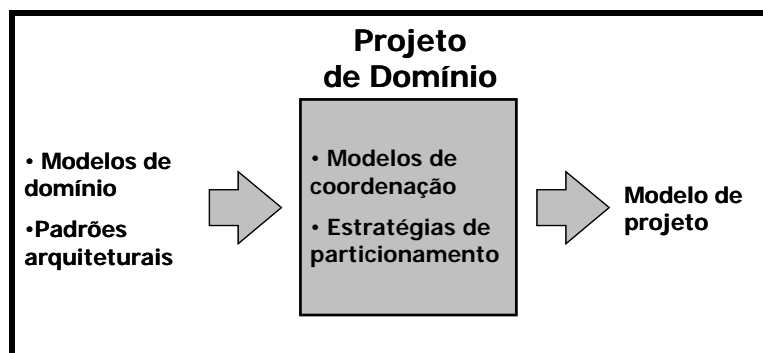 Projeto
de Domínio
• Modelos de
domínio
•Padrões
arquiteturais
• Modelos de
coordenação
• Estratégias de
particionamento
Modelo de
projeto